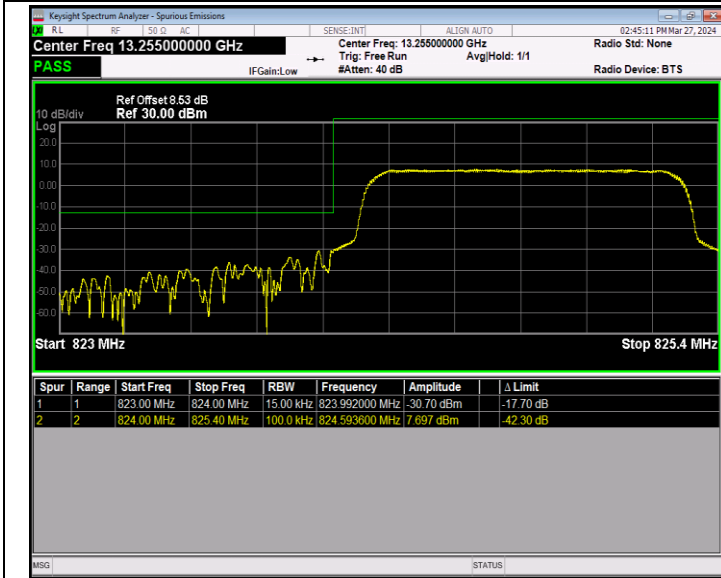 Keysight Spectrum Analyzer - Spurious Emissions
RL RF 50 Ω AC SENSE:INT ALIGN AUTO 02:45:11 PM Mar 27, 2024
Center Freq 13.255000000 GHz Center Freq: 13.255000000 GHz Radio Std: None
Trig: Free Run Avg|Hold: 1/1
PASS IFGain:Low #Atten: 40 dB Radio Device: BTS
Ref Offset 8.53 dB
10 dB/div Ref 30.00 dBm
Log
20.0
10.0
0.00
-10.0
-20.0
-30.0
-40.0
-50.0
-60.0
Start 823 MHz Stop 825.4 MHz
Spur Range Start Freq Stop Freq RBW Frequency Amplitude Δ Limit
1 1 823.00 MHz 824.00 MHz 15.00 kHz 823.992000 MHz -30.70 dBm -17.70 dB
2 2 824.00 MHz 825.40 MHz 100.0 kHz 824.593600 MHz 7.697 dBm -42.30 dB
MSG STATUS